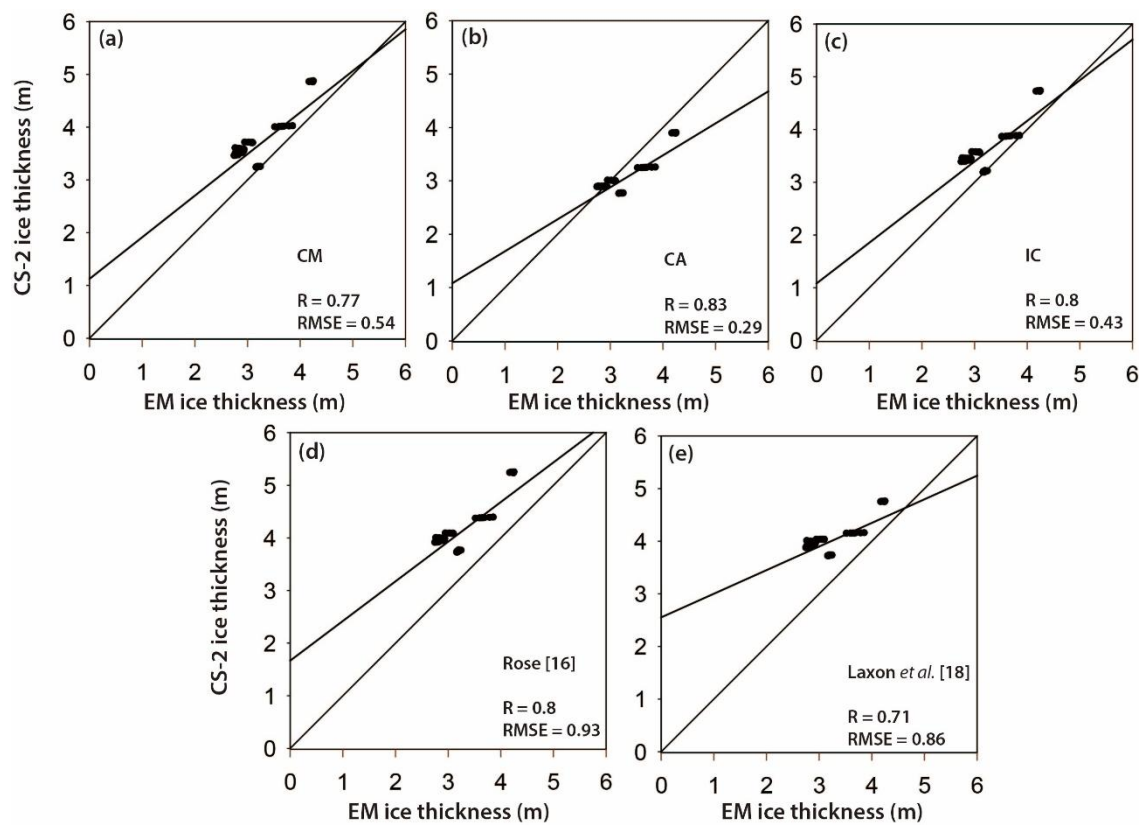 (a)
6
5
4
3
2
1
0
CS-2 ice thickness (m)
CM
R = 0.77
RMSE = 0.54
0 1 2 3 4 5 6
EM ice thickness (m)
(b)
6
5
4
3
2
1
0
CA
R = 0.83
RMSE = 0.29
0 1 2 3 4 5 6
EM ice thickness (m)
(c)
6
5
4
3
2
1
0
IC
R = 0.8
RMSE = 0.43
0 1 2 3 4 5 6
EM ice thickness (m)
(d)
6
5
4
3
2
1
0
CS-2 ice thickness (m)
Rose [16]
R = 0.8
RMSE = 0.93
0 1 2 3 4 5 6
EM ice thickness (m)
(e)
6
5
4
3
2
1
0
Laxon et al. [18]
R = 0.71
RMSE = 0.86
0 1 2 3 4 5 6
EM ice thickness (m)